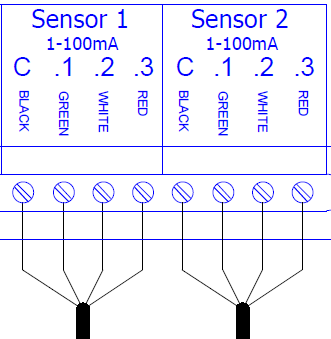 Sensor 1
1-100mA
C .1 .2 .3
BLACK GREEN WHITE RED
Sensor 2
1-100mA
C .1 .2 .3
BLACK GREEN WHITE RED